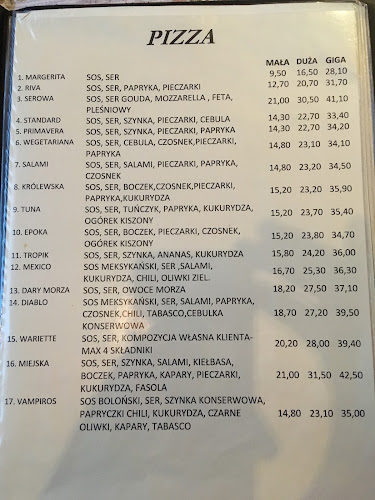 PIZZA
MAŁA DUŻA GIGA
1. MARGERITA SOS, SER 9,50 16,50 28,10
2. RIVA SOS, SER, PAPRYKA, PIECZARKI 12,70 20,70 31,70
3. SEROWA SOS, SER GOUDA, MOZZARELLA , FETA,
PLEŚNIOWY 21,00 30,50 41,10
4. STANDARD SOS, SER, SZYNKA, PIECZARKI, CEBULA 14,30 22,70 33,40
5. PRIMAVERA SOS, SER, SZYNKA, PIECZARKI, PAPRYKA 14,30 22,70 34,20
6. WEGETARIANA SOS, SER, CEBULA, CZOSNEK,PIECZARKI,
PAPRYKA 14,80 23,10 34,10
7. SALAMI SOS, SER, SALAMI, PIECZARKI, PAPRYKA,
CZOSNEK 14,80 23,20 34,50
8. KRÓLEWSKA SOS, SER, BOCZEK,CZOSNEK,PIECZARKI,
PAPRYKA,KUKURYDZA 15,20 23,20 35,90
9. TUNA SOS, SER, TUŃCZYK, PAPRYKA, KUKURYDZA,
OGÓREK KISZONY 15,20 23,70 35,40
10. EPOKA SOS, SER, BOCZEK, PIECZARKI, CZOSNEK,
OGÓREK KISZONY 15,20 23,80 34,70
11. TROPIK SOS, SER, SZYNKA, ANANAS, KUKURYDZA 15,80 24,20 36,00
12. MEXICO SOS MEKSYKAŃSKI, SER ,SALAMI,
KUKURYDZA, CHILI, OLIWKI ZIEL. 16,70 25,30 36,30
13. DARY MORZA SOS, SER, OWOCE MORZA 18,20 27,50 37,10
14. DIABLO SOS MEKSYKAŃSKI, SER, SALAMI, PAPRYKA,
CZOSNEK,CHILI, TABASCO,CEBULKA 18,70 27,20 39,50
KONSERWOWA
15. WARIETTE SOS, SER, KOMPOZYCJA WŁASNA KLIENTA-
MAX 4 SKŁADNIKI 20,20 28,00 39,40
16. MIEJSKA SOS, SER, SZYNKA, SALAMI, KIEŁBASA,
BOCZEK, PAPRYKA, KAPARY, PIECZARKI, 21,00 31,50 42,50
KUKURYDZA, FASOLA
17. VAMPIROS SOS BOLOŃSKI, SER, SZYNKA KONSERWOWA,
PAPRYCZKI CHILI, KUKURYDZA, CZARNE 14,80 23,10 35,00
OLIWKI, KAPARY, TABASCO